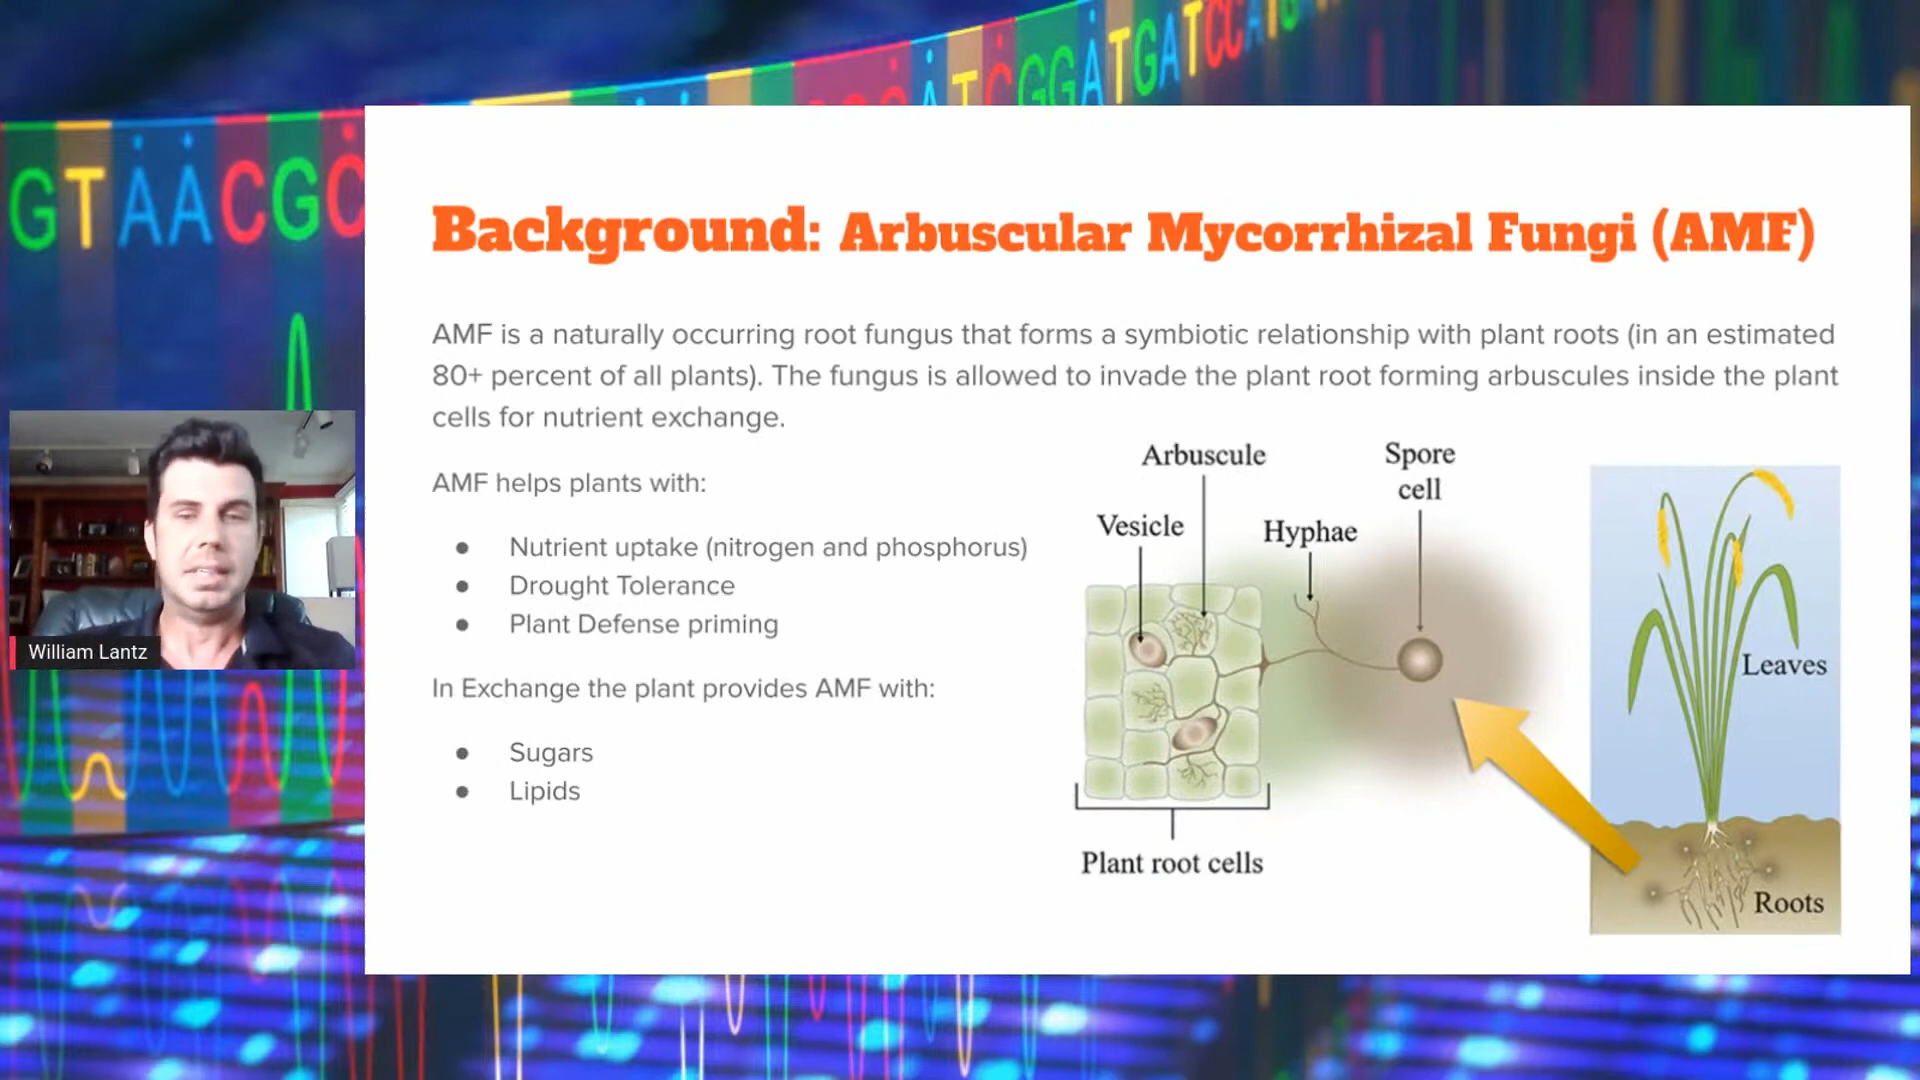 GTAACGC
ATCGGATGATCC
Background: Arbuscular Mycorrhizal Fungi (AMF)
AMF is a naturally occurring root fungus that forms a symbiotic relationship with plant roots (in an estimated
80+ percent of all plants). The fungus is allowed to invade the plant root forming arbuscules inside the plant
cells for nutrient exchange.
AMF helps plants with:
● Nutrient uptake (nitrogen and phosphorus)
● Drought Tolerance
● Plant Defense priming
In Exchange the plant provides AMF with:
● Sugars
● Lipids
Arbuscule
Spore
cell
Vesicle
Hyphae
Plant root cells
Leaves
Roots
William Lantz